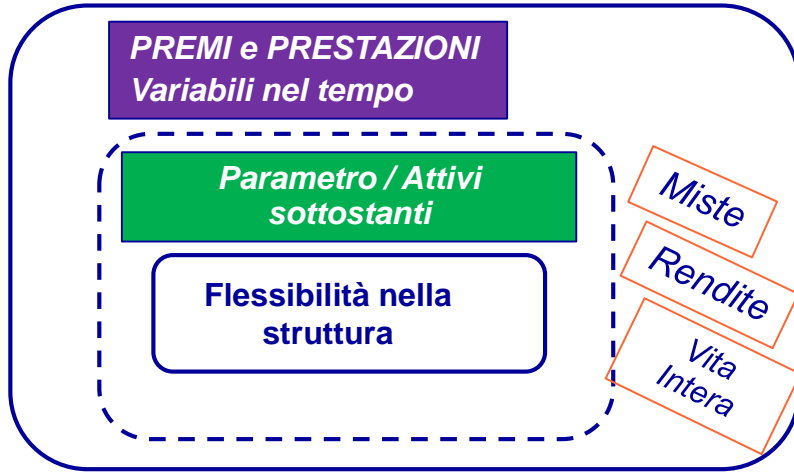 PREMI e PRESTAZIONI
Variabili nel tempo
Parametro / Attivi
sottostanti
Flessibilità nella
struttura
Miste
Rendite
Vita
Intera